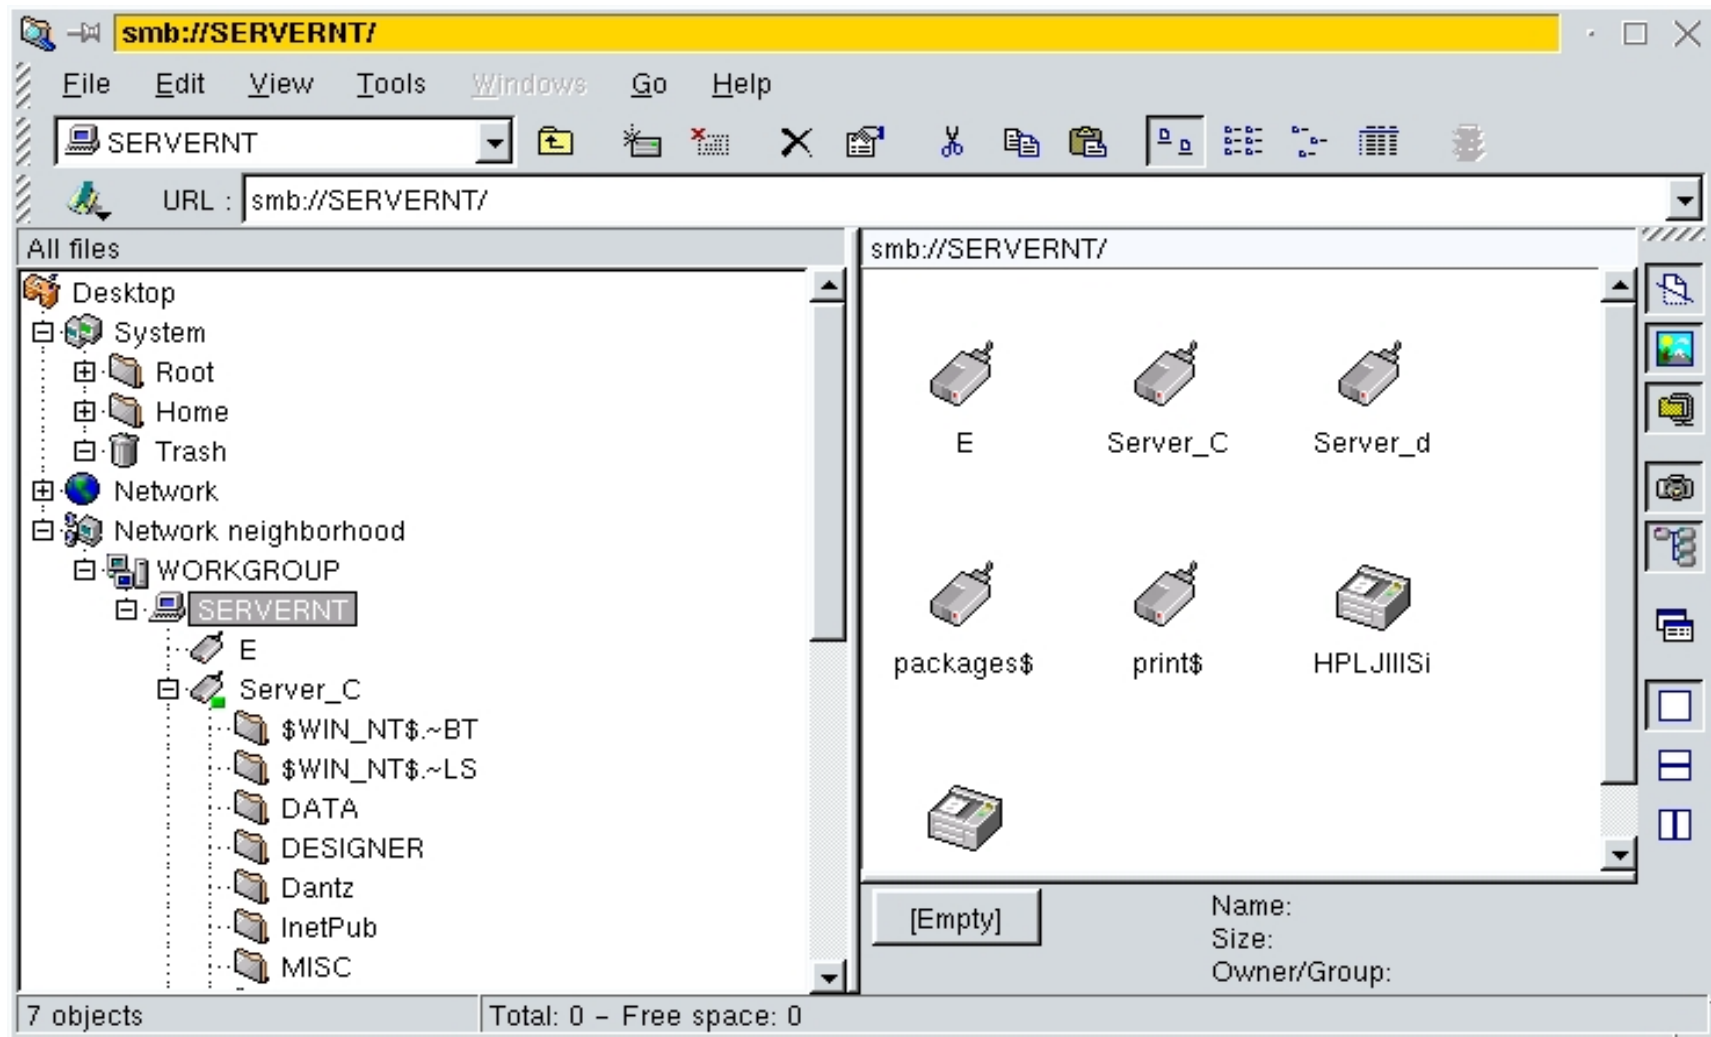 smb://SERVERNT/
File Edit View Tools Windows Go Help
SERVERNT
URL : smb://SERVERNT/
All files
Desktop
System
Root
Home
Trash
Network
Network neighborhood
WORKGROUP
SERVERNT
E
Server_C
$WIN_NT$.~BT
$WIN_NT$.~LS
DATA
DESIGNER
Dantz
InetPub
MISC
smb://SERVERNT/
E Server_C Server_d
packages$ print$ HPLJIIISi
[Empty]
Name:
Size:
Owner/Group:
7 objects
Total: 0 – Free space: 0